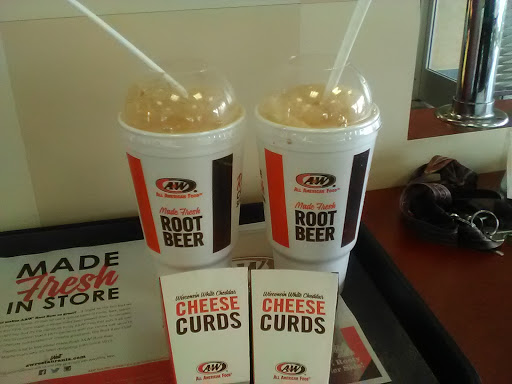 A&W
ALL AMERICAN FOOD
Made Fresh
ROOT
BEER
A&W
ALL AMERICAN FOOD
Made Fresh
ROOT
BEER
MADE
Fresh
IN STORE
Wisconsin White Cheddar
CHEESE
CURDS
A&W
ALL AMERICAN FOOD
Wisconsin White Cheddar
CHEESE
CURDS
A&W
ALL AMERICAN FOOD